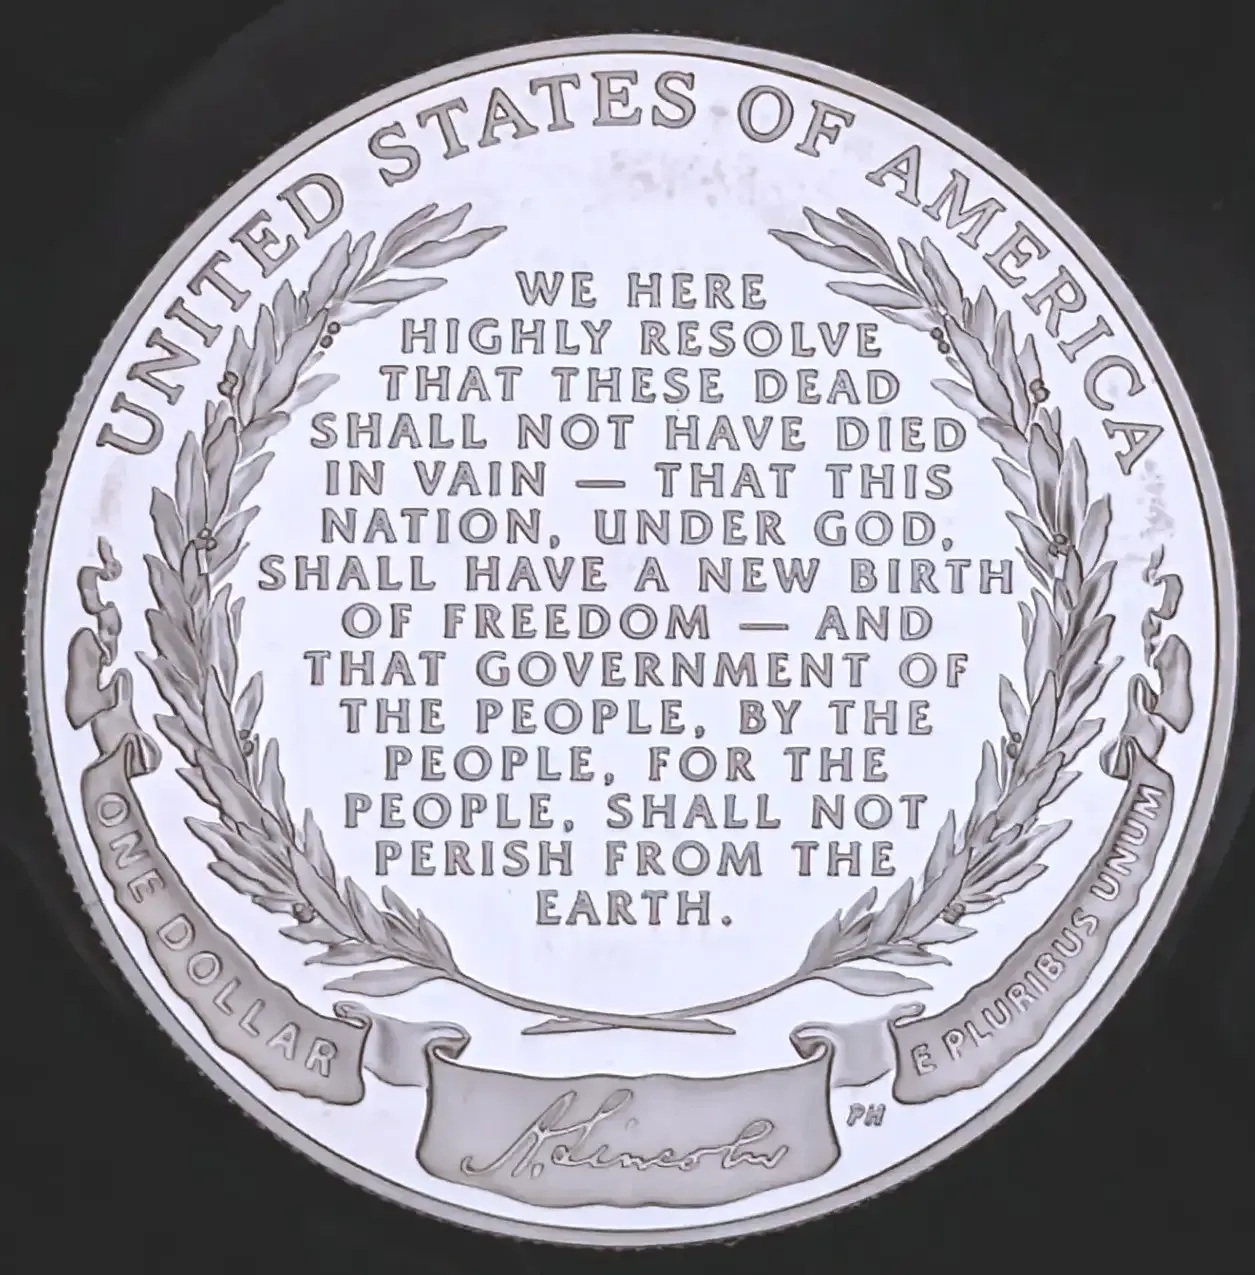 UNITED STATES OF AMERICA
WE HERE
HIGHLY RESOLVE
THAT THESE DEAD
SHALL NOT HAVE DIED
IN VAIN — THAT THIS
NATION, UNDER GOD,
SHALL HAVE A NEW BIRTH
OF FREEDOM — AND
THAT GOVERNMENT OF
THE PEOPLE, BY THE
PEOPLE, FOR THE
PEOPLE, SHALL NOT
PERISH FROM THE
EARTH.
ONE DOLLAR
E PLURIBUS UNUM
A. Lincoln
PH